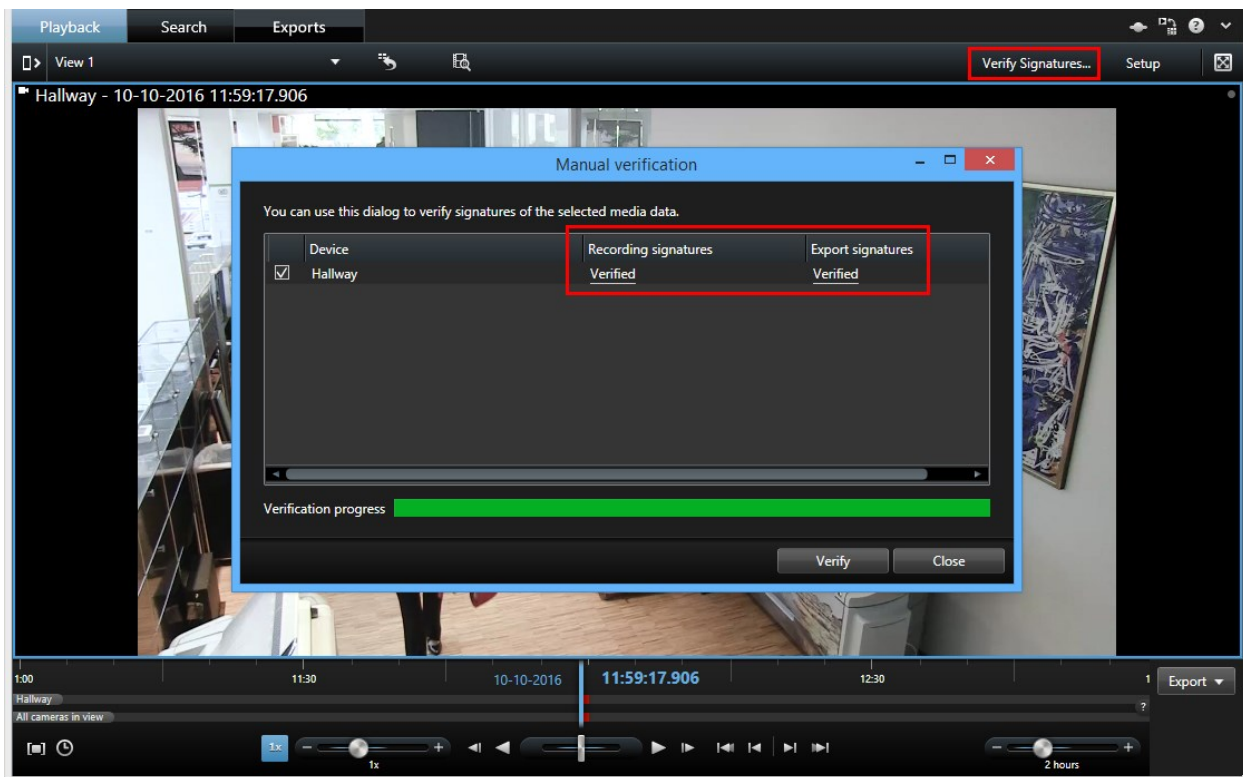 Playback Search Exports
View 1 Verify Signatures... Setup
Hallway - 10-10-2016 11:59:17.906
Manual verification
You can use this dialog to verify signatures of the selected media data.
Device Recording signatures Export signatures
Hallway Verified Verified
Verification progress
Verify Close
1:00 11:30 10-10-2016 11:59:17.906 12:30 1 Export
Hallway ?
All cameras in view
1x
1x 2 hours